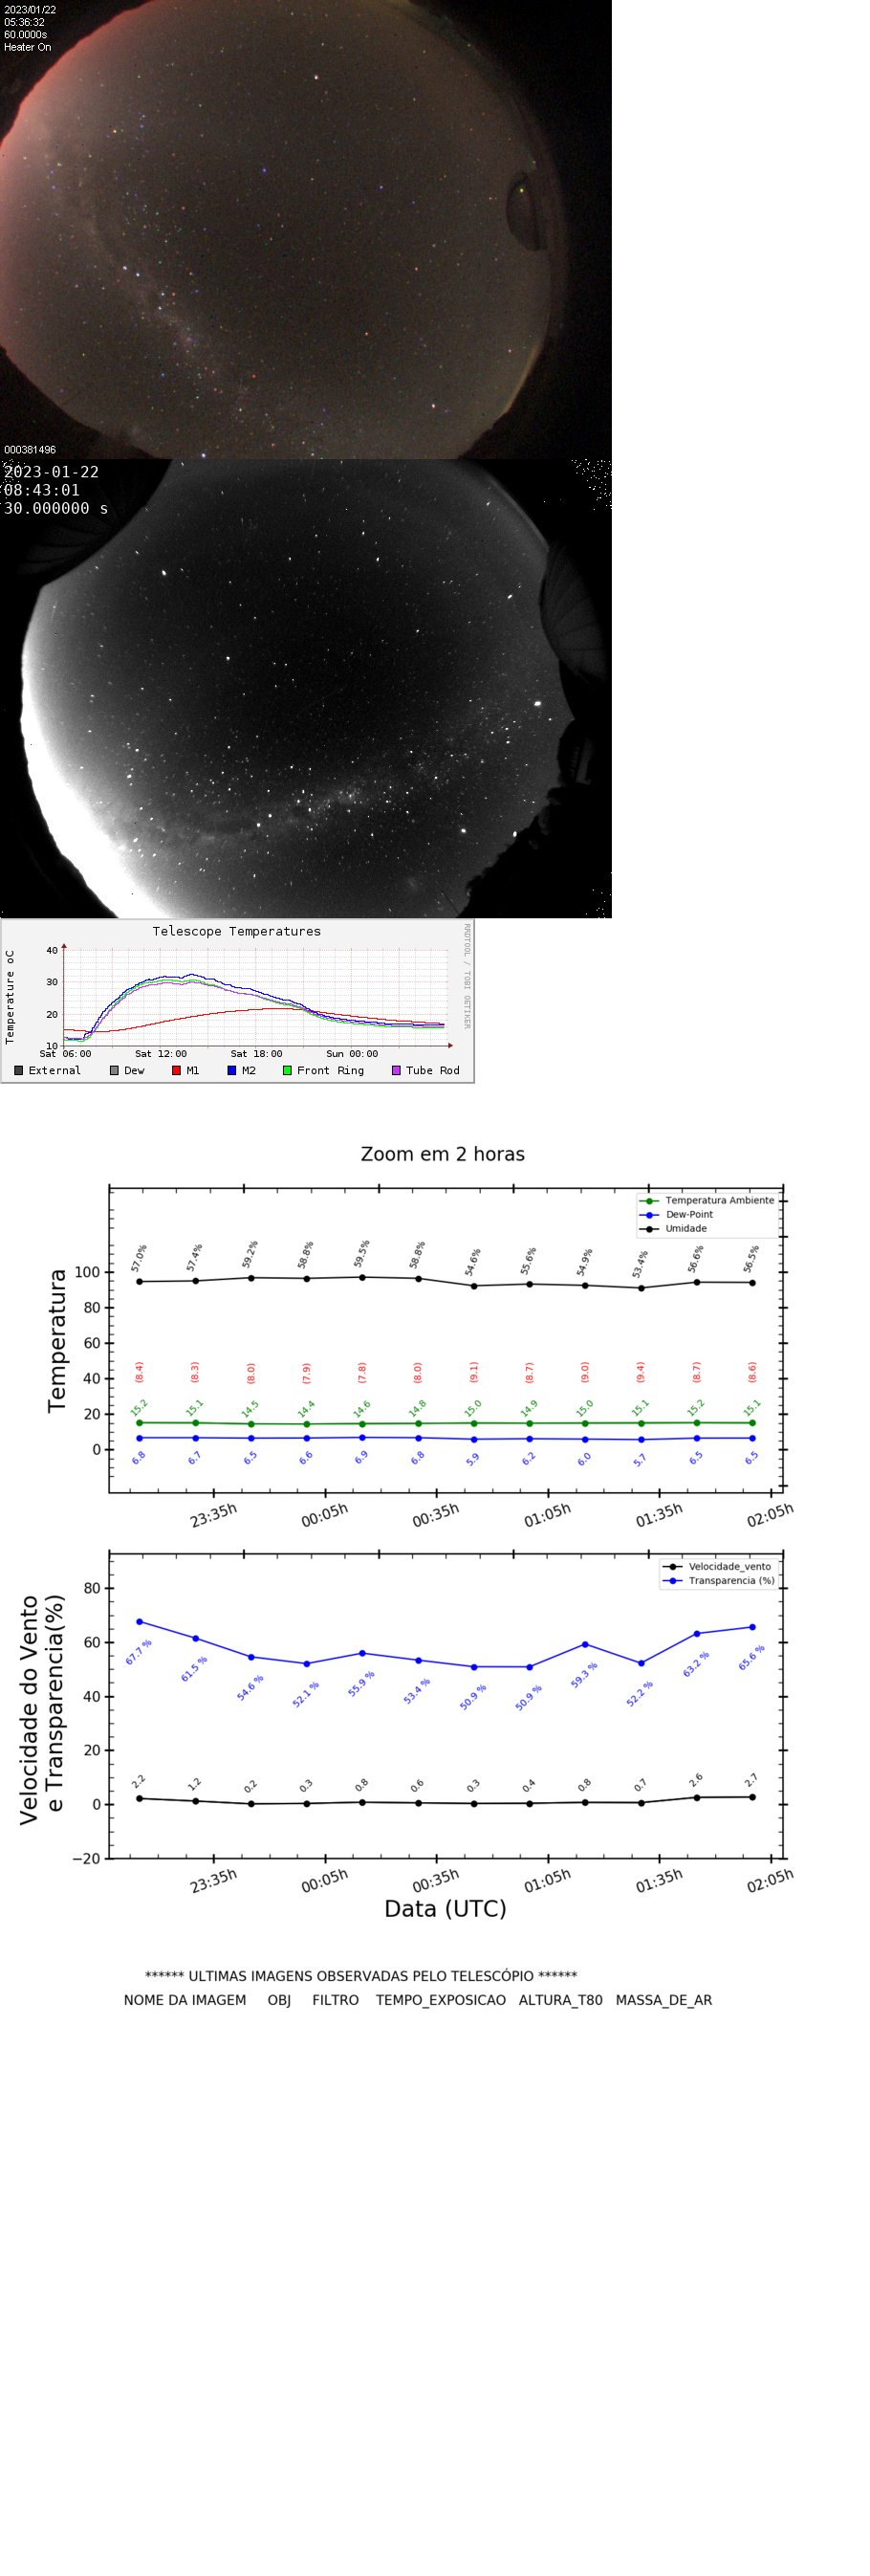 2023/01/22
05:36:32
60.0000s
Heater On
000381496
2023-01-22
08:43:01
30.000000 s
Telescope Temperatures
RRDTOOL / TOBI OETIKER
Temperature oC
40
30
20
10
Sat 06:00 Sat 12:00 Sat 18:00 Sun 00:00
External Dew M1 M2 Front Ring Tube Rod
Zoom em 2 horas
Temperatura Ambiente
Dew-Point
Umidade
Temperatura
100
80
60
40
20
0
57.0% 57.4% 59.2% 58.8% 59.5% 58.8% 54.6% 55.6% 54.9% 53.4% 56.6% 56.5%
(8.4) (8.3) (8.0) (7.9) (7.8) (8.0) (9.1) (8.7) (9.0) (9.4) (8.7) (8.6)
15.2 15.1 14.5 14.4 14.6 14.8 15.0 14.9 15.0 15.1 15.2 15.1
6.8 6.7 6.5 6.6 6.9 6.8 5.9 6.2 6.0 5.7 6.5 6.5
23:35h 00:05h 00:35h 01:05h 01:35h 02:05h
Velocidade_vento
Transparencia (%)
Velocidade do Vento
e Transparencia(%)
80
60
40
20
0
−20
67.7 % 61.5 % 54.6 % 52.1 % 55.9 % 53.4 % 50.9 % 50.9 % 59.3 % 52.2 % 63.2 % 65.6 %
2.2 1.2 0.2 0.3 0.8 0.6 0.3 0.4 0.8 0.7 2.6 2.7
23:35h 00:05h 00:35h 01:05h 01:35h 02:05h
Data (UTC)
****** ULTIMAS IMAGENS OBSERVADAS PELO TELESCÓPIO ******
NOME DA IMAGEM OBJ FILTRO TEMPO_EXPOSICAO ALTURA_T80 MASSA_DE_AR